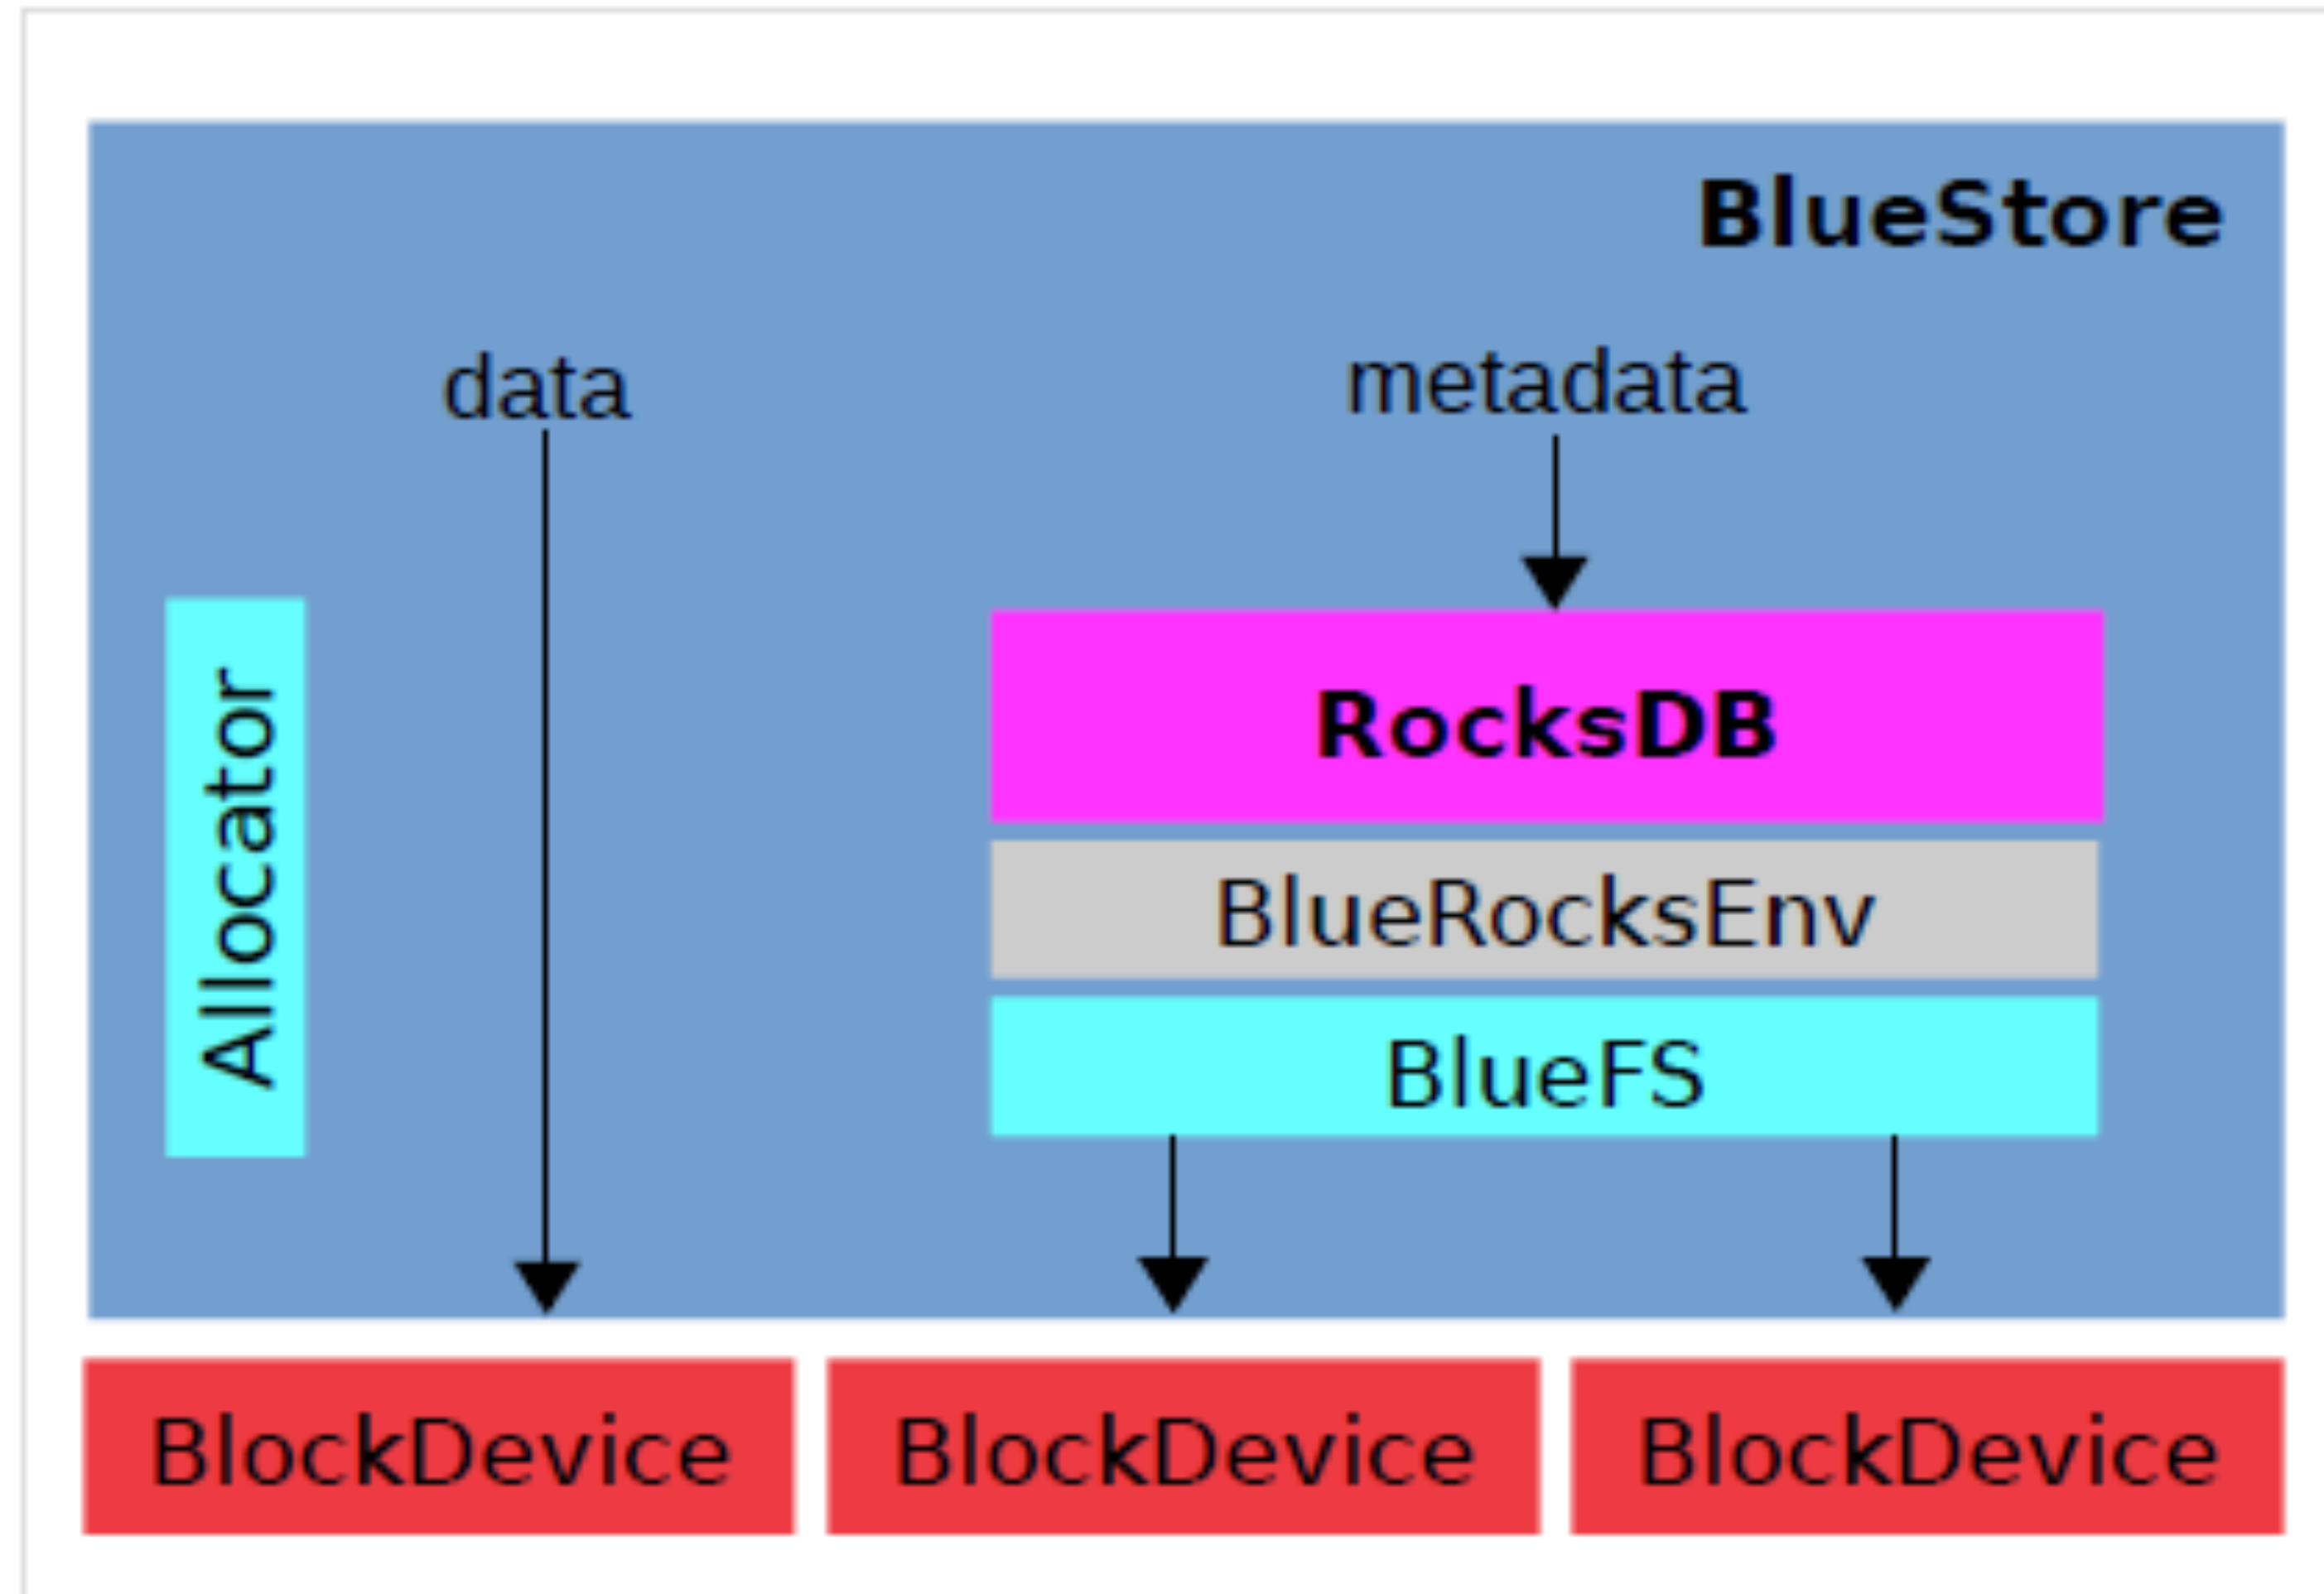 BlueStore
data
metadata
Allocator
RocksDB
BlueRocksEnv
BlueFS
BlockDevice
BlockDevice
BlockDevice